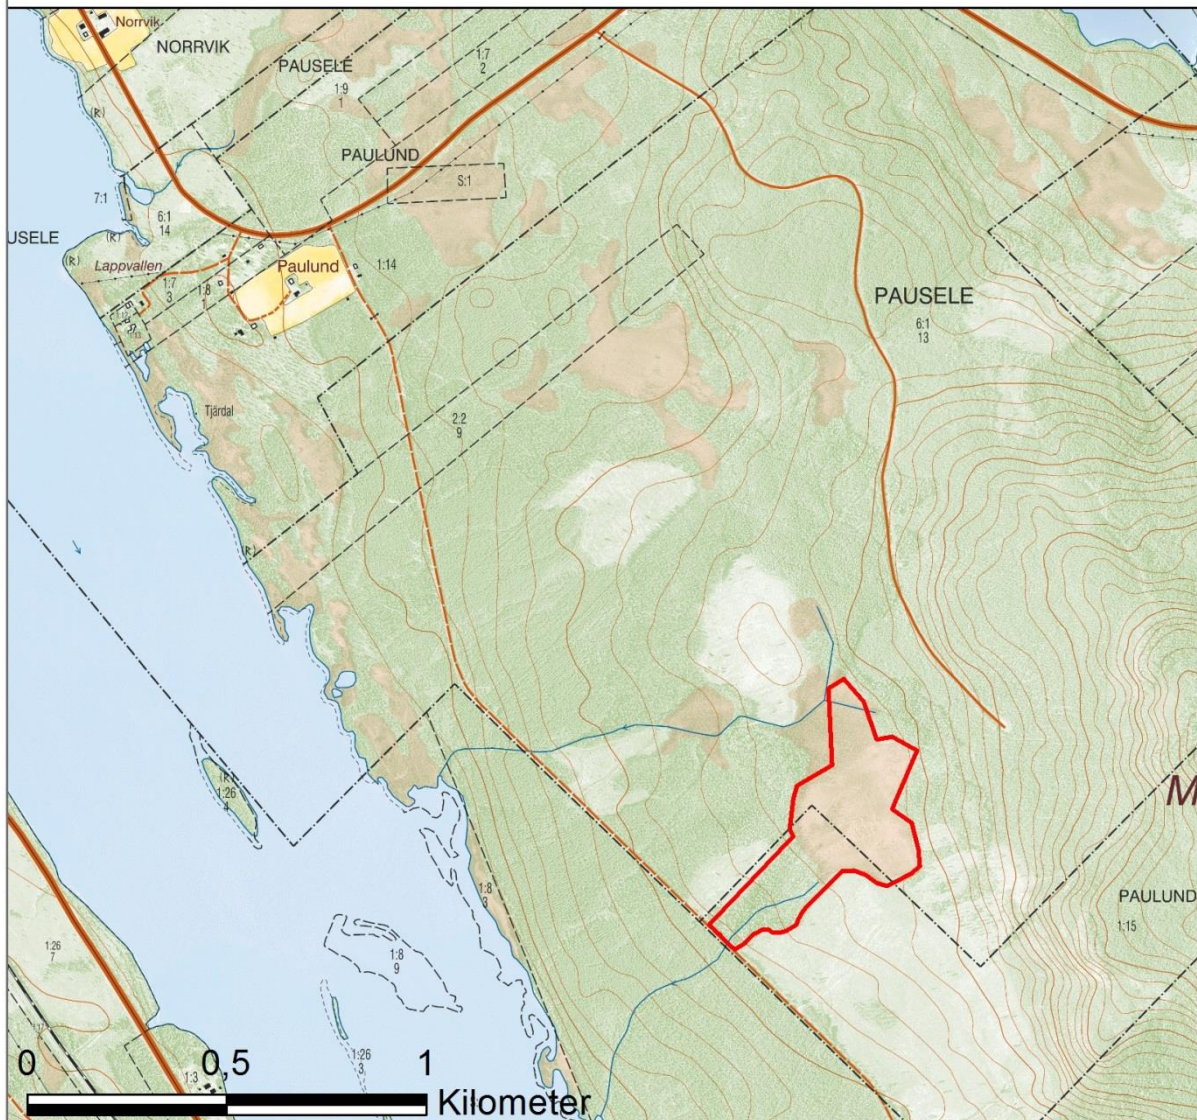 Norrvik
NORRVIK
PAUSELE
1:9
1
1:7
2
(R)
PAULUND
S:1
7:1
6:1
14
USELE
(R)
(R)
Lappvallen
1:7
3
1:8
1
Paulund
1:14
PAUSELE
6:1
13
Tjärdal
2:2
9
(R)
(R)
1:26
4
M
PAULUND
1:15
1:8
3
1:26
7
1:8
9
1:26
3
1:3
0 0,5 1
Kilometer